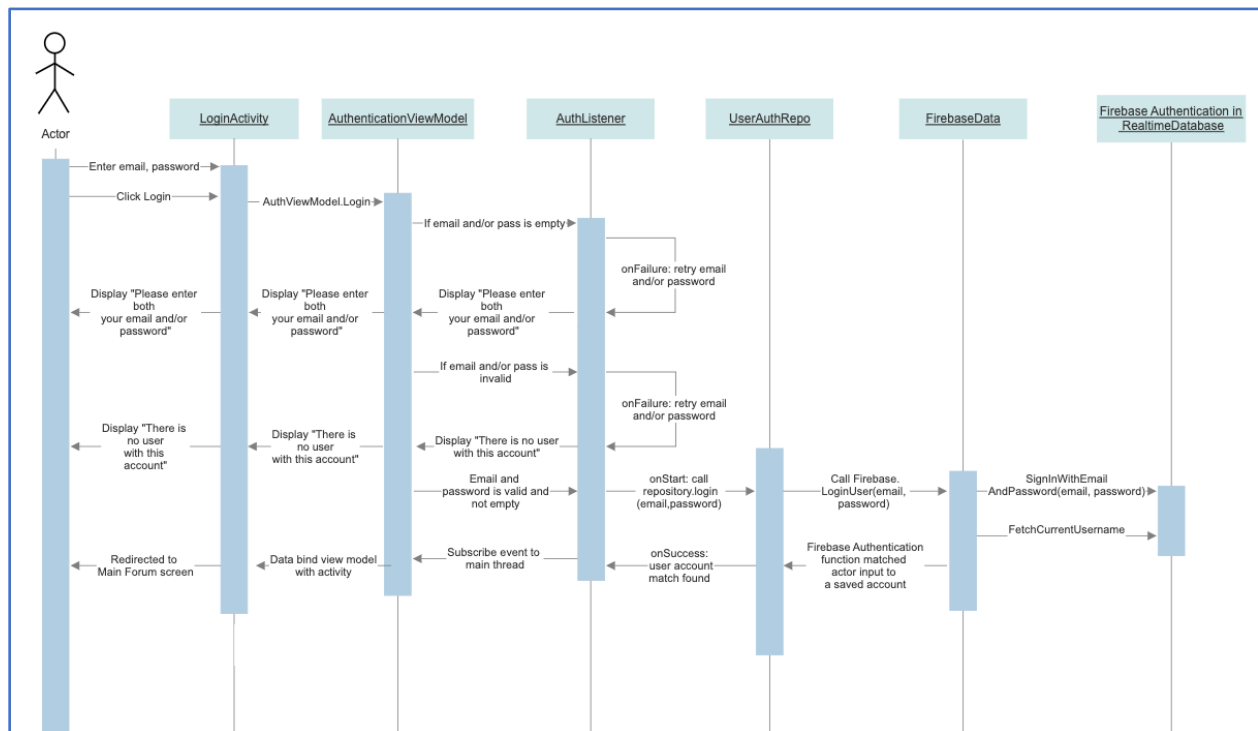 Actor
LoginActivity
AuthenticationViewModel
AuthListener
UserAuthRepo
FirebaseData
Firebase Authentication in
RealtimeDatabase
Enter email, password
Click Login
AuthViewModel.Login
If email and/or pass is empty
onFailure: retry email
and/or password
Display "Please enter
both
your email and/or
password"
Display "Please enter
both
your email and/or
password"
Display "Please enter
both
your email and/or
password"
If email and/or pass is
invalid
onFailure: retry email
and/or password
Display "There is
no user
with this
account"
Display "There is
no user
with this account"
Display "There is no user
with this account"
Email and
password is valid and
not empty
onStart: call
repository.login
(email,password)
Call Firebase.
LoginUser(email,
password)
SignInWithEmail
AndPassword(email, password)
FetchCurrentUsername
Redirected to
Main Forum screen
Data bind view model
with activity
Subscribe event to
main thread
onSuccess:
user account
match found
Firebase Authentication
function matched
actor input to
a saved account